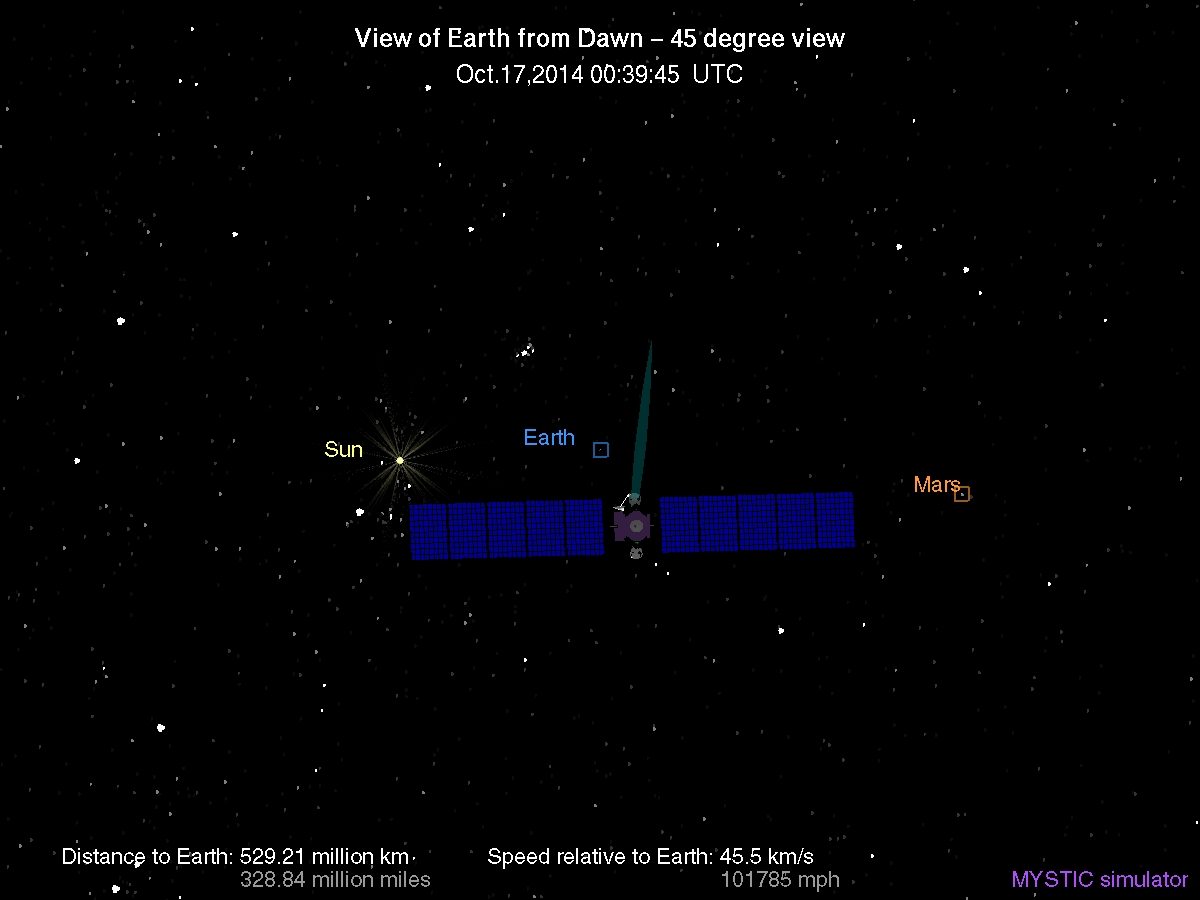 View of Earth from Dawn – 45 degree view
Oct.17,2014 00:39:45 UTC
Earth
Sun
Mars
Distance to Earth: 529.21 million km
328.84 million miles
Speed relative to Earth: 45.5 km/s
101785 mph
MYSTIC simulator